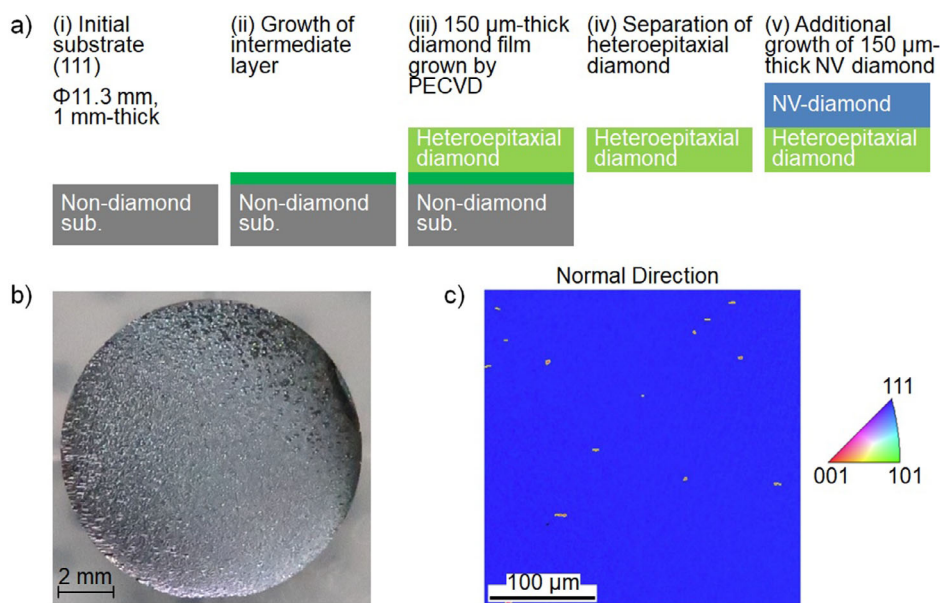 a)
(i) Initial
substrate
(111)
Φ11.3 mm,
1 mm-thick
Non-diamond
sub.
(ii) Growth of
intermediate
layer
Non-diamond
sub.
(iii) 150 µm-thick
diamond film
grown by
PECVD
Heteroepitaxial
diamond
Non-diamond
sub.
(iv) Separation of
heteroepitaxial
diamond
Heteroepitaxial
diamond
(v) Additional
growth of 150 µm-
thick NV diamond
NV-diamond
Heteroepitaxial
diamond
b)
2 mm
c)
Normal Direction
100 µm
111
001
101